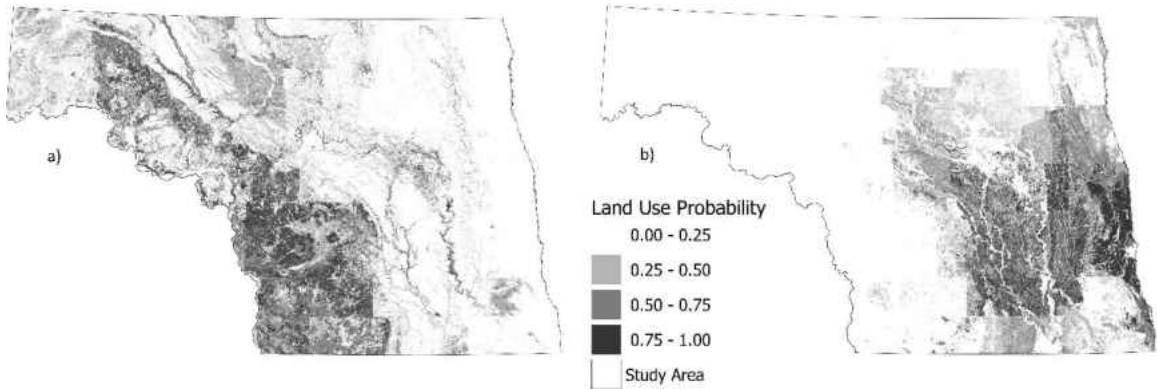 a)
b)
Land Use Probability
0.00 - 0.25
0.25 - 0.50
0.50 - 0.75
0.75 - 1.00
Study Area